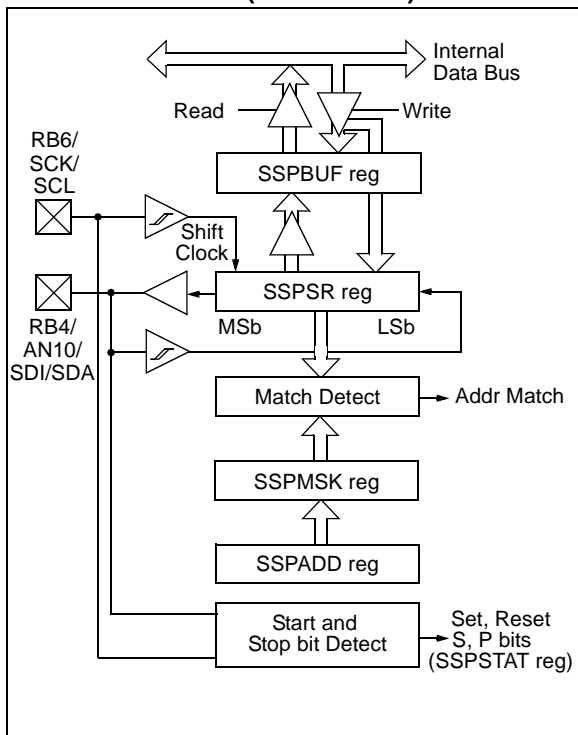 Internal
Data Bus
Read
Write
RB6/
SCK/
SCL
SSPBUF reg
Shift
Clock
SSPSR reg
MSb
LSb
RB4/
AN10/
SDI/SDA
Match Detect
Addr Match
SSPMSK reg
SSPADD reg
Start and
Stop bit Detect
Set, Reset
S, P bits
(SSPSTAT reg)